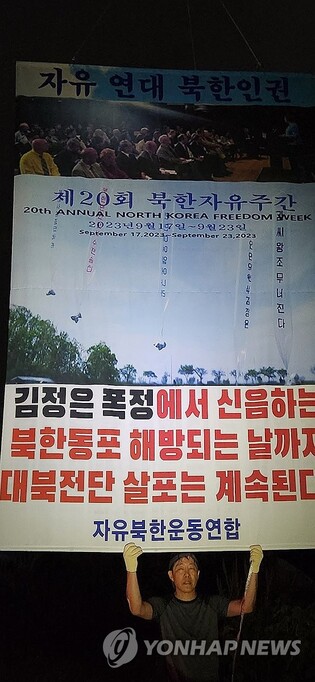 자유 연대 북한인권
제20회 북한자유주간
20th ANNUAL NORTH KOREA FREEDOM WEEK
2023년9월17일~9월23일
September 17,2023~September 23,2023
김정은 폭정에서 신음하는
북한동포 해방되는 날까지
대북전단 살포는 계속된다
자유북한운동연합
YONHAP NEWS